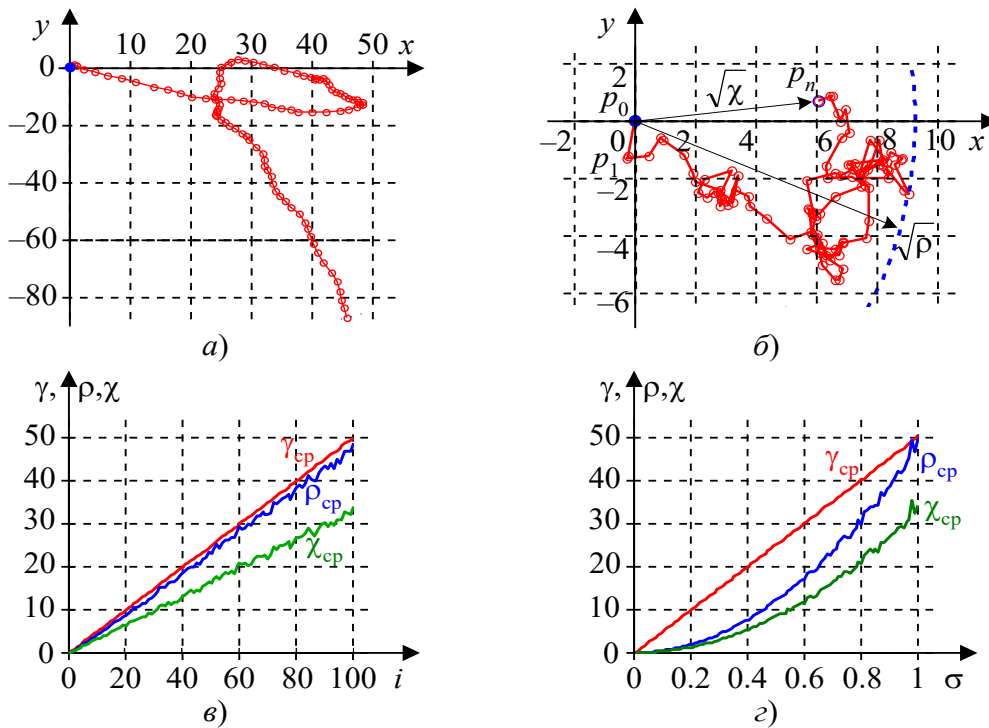 y 10 20 30 40 50 x
0
–20
–40
–60
–80
а)
y
2
p₀ √χ pₙ
–2 0 2 4 6 8 10 x
p₁
–2
–4
√ρ
–6
б)
γ, ρ,χ
50
γср
40
ρср
30
χср
20
10
0
0 20 40 60 80 100 i
в)
γ, ρ,χ
50
γср ρср
40
χср
30
20
10
0
0 0.2 0.4 0.6 0.8 1 σ
г)